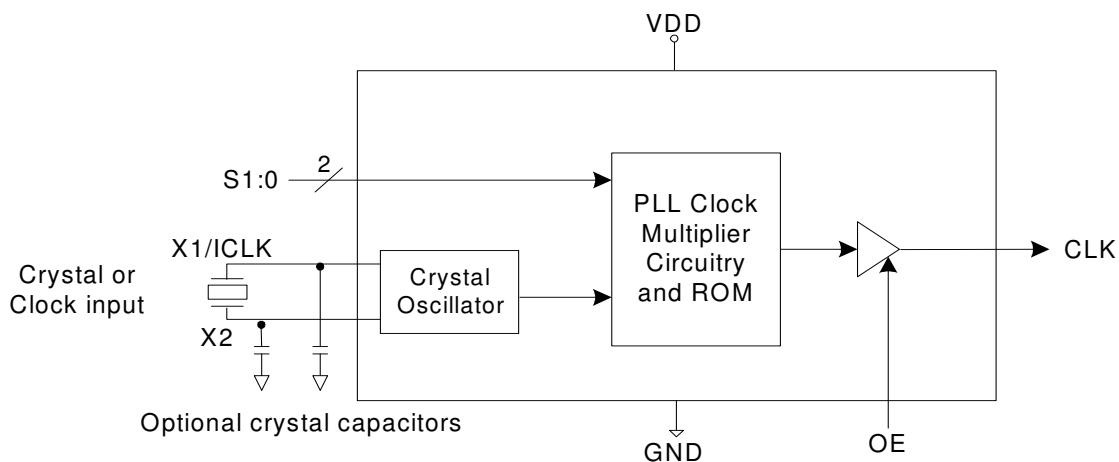 VDD
2
S1:0
PLL Clock
Multiplier
Circuitry
and ROM
X1/ICLK
CLK
Crystal or
Clock input
Crystal
Oscillator
X2
Optional crystal capacitors
GND
OE